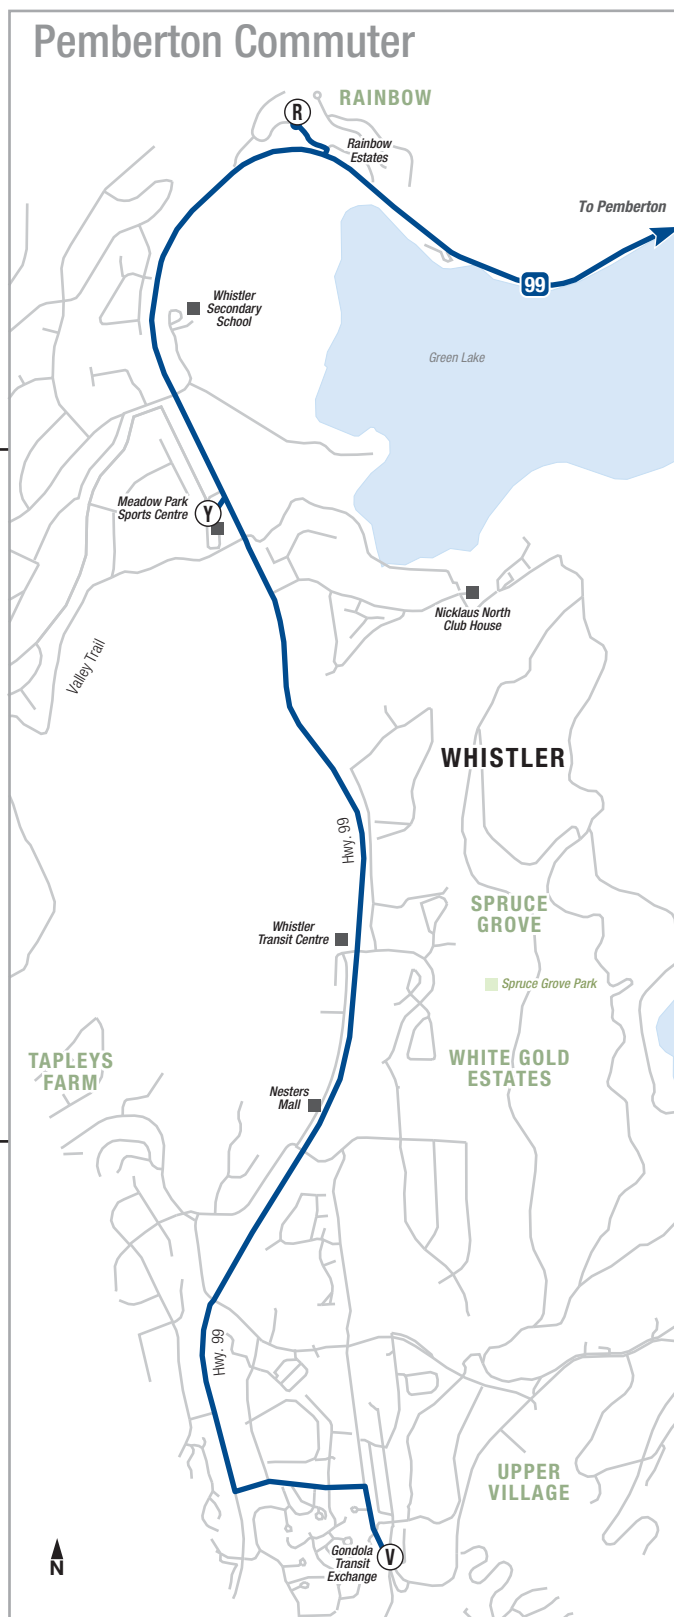 Pemberton Commuter
RAINBOW
R
Rainbow
Estates
To Pemberton
99
Whistler
Secondary
School
Green Lake
Meadow Park
Sports Centre
Y
Nicklaus North
Club House
Valley Trail
WHISTLER
Hwy. 99
SPRUCE
GROVE
Whistler
Transit Centre
Spruce Grove Park
TAPLEYS
FARM
WHITE GOLD
ESTATES
Nesters
Mall
Hwy. 99
UPPER
VILLAGE
Gondola
Transit
Exchange
V
N